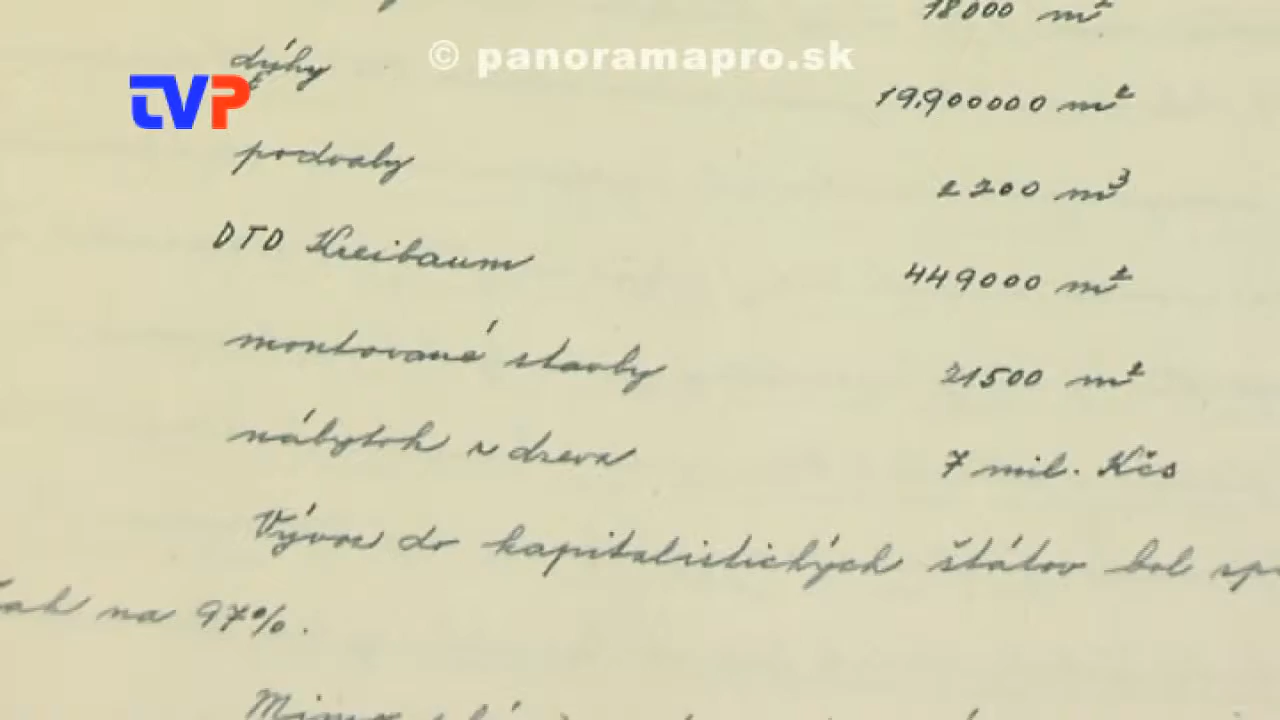 18000 m²
© panoramapro.sk
TVP
dýhy 19,900000 m²
podvaly 2200 m³
DTD Kreibaum 449000 m²
montované stavby 21500 m²
nábytok z dreva 7 mil. Kčs
Vývoz do kapitalistických štátov bol
na 97%.